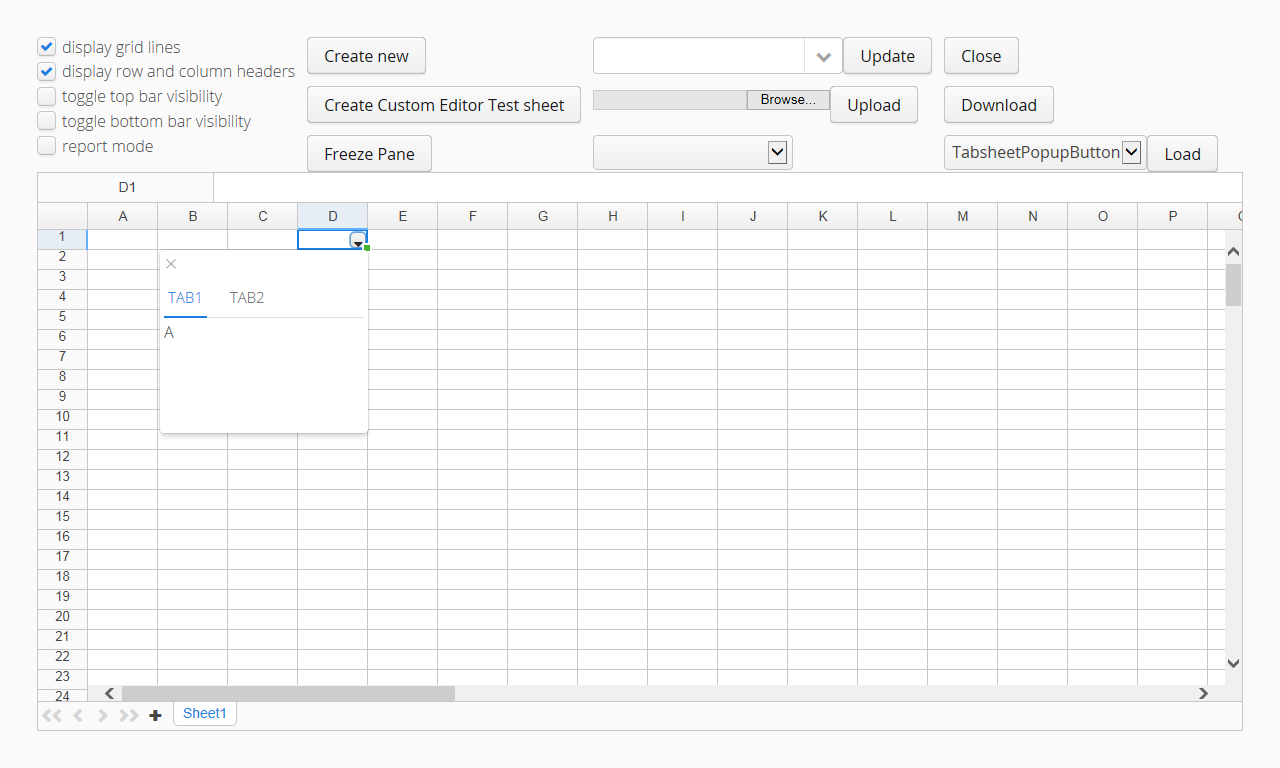 display grid lines
display row and column headers
toggle top bar visibility
toggle bottom bar visibility
report mode
Create new
Update
Close
Create Custom Editor Test sheet
Browse...
Upload
Download
Freeze Pane
TabsheetPopupButton
Load
D1
A B C D E F G H I J K L M N O P
1
2
3
4
5
6
7
8
9
10
11
12
13
14
15
16
17
18
19
20
21
22
23
24
TAB1 TAB2
A
Sheet1